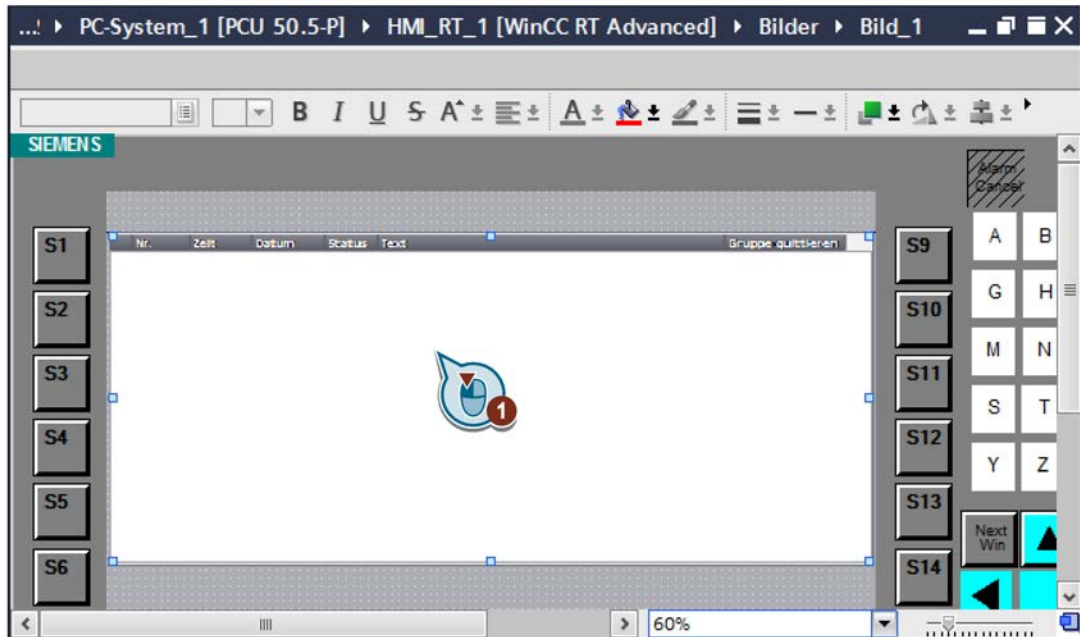 ...! ▸ PC-System_1 [PCU 50.5-P] ▸ HMI_RT_1 [WinCC RT Advanced] ▸ Bilder ▸ Bild_1
B I U S A A
SIEMENS
Alarm
Cancel
Nr. Zeit Datum Status Text Gruppe quittieren
S1
S2
S3
S4
S5
S6
1
S9
S10
S11
S12
S13
S14
A B
G H
M N
S T
Y Z
Next
Win
60%